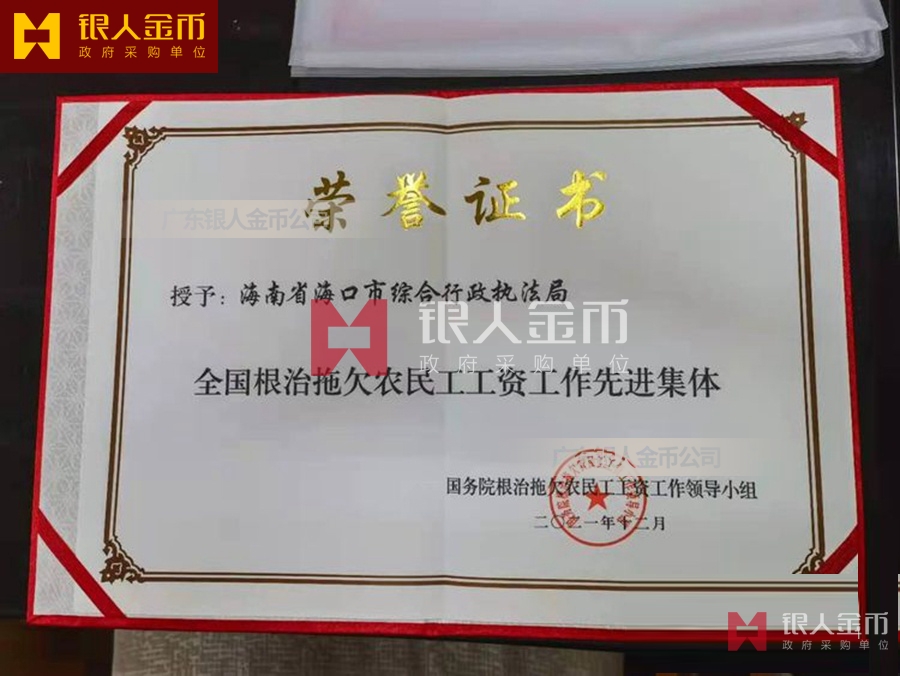 银人金币
政府采购单位
荣誉证书
广东银人金币公司
授予：海南省海口市综合行政执法局
银人金币
政府采购单位
全国根治拖欠农民工工资工作先进集体
广东银人金币公司
国务院根治拖欠农民工工资工作领导小组
二〇二一年十二月
银人金币
政府采购单位